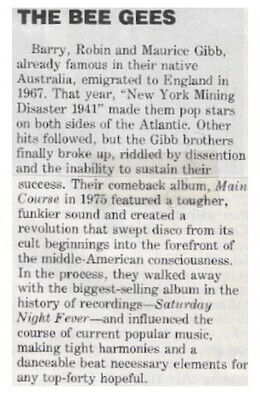 THE BEE GEES
Barry, Robin and Maurice Gibb,
already famous in their native
Australia, emigrated to England in
1967. That year, “New York Mining
Disaster 1941” made them pop stars
on both sides of the Atlantic. Other
hits followed, but the Gibb brothers
finally broke up, riddled by dissention
and the inability to sustain their
success. Their comeback album, Main
Course in 1975 featured a tougher,
funkier sound and created a
revolution that swept disco from its
cult beginnings into the forefront of
the middle-American consciousness.
In the process, they walked away
with the biggest-selling album in the
history of recordings—Saturday
Night Fever—and influenced the
course of current popular music,
making tight harmonies and a
danceable beat necessary elements for
any top-forty hopeful.